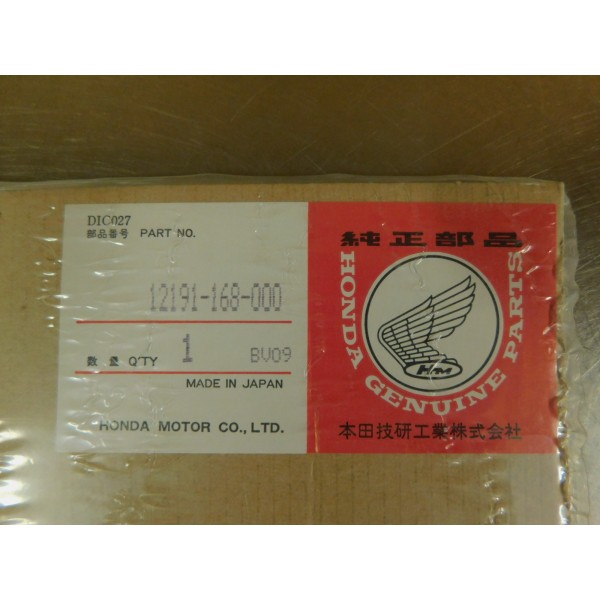 DIC027
部品番号 PART NO.
12191-168-000
数量 Q'TY 1 BV09
MADE IN JAPAN
HONDA MOTOR CO., LTD.
純正部品
HONDA GENUINE PARTS
HM
本田技研工業株式会社